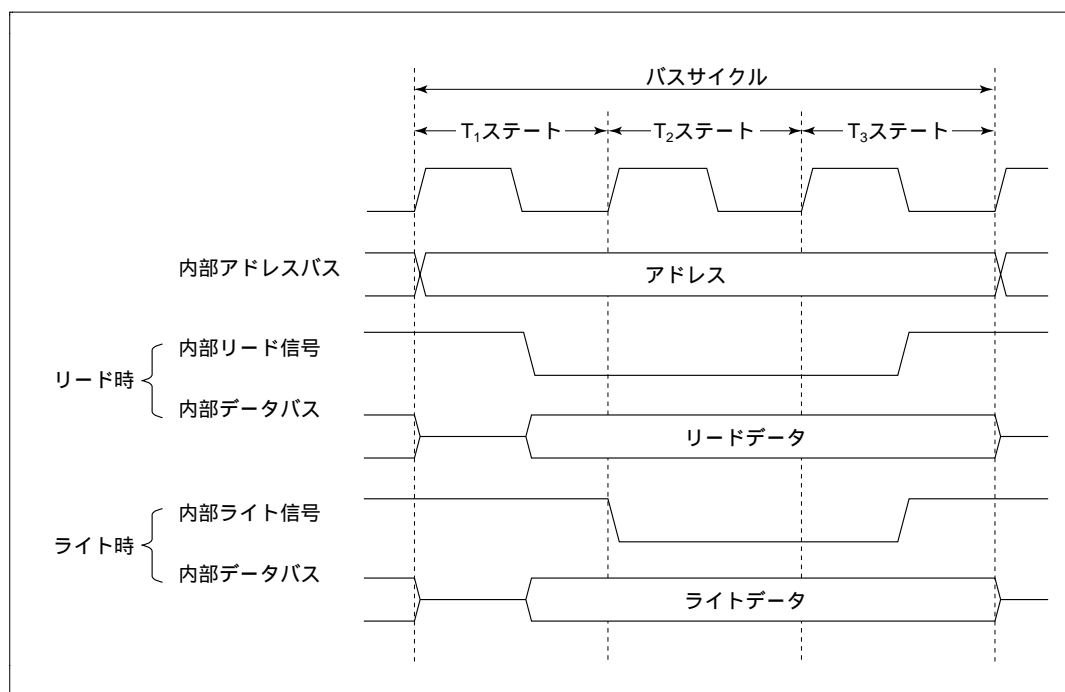 バスサイクル
T₁ステート
T₂ステート
T₃ステート
内部アドレスバス
アドレス
リード時
内部リード信号
内部データバス
リードデータ
ライト時
内部ライト信号
内部データバス
ライトデータ